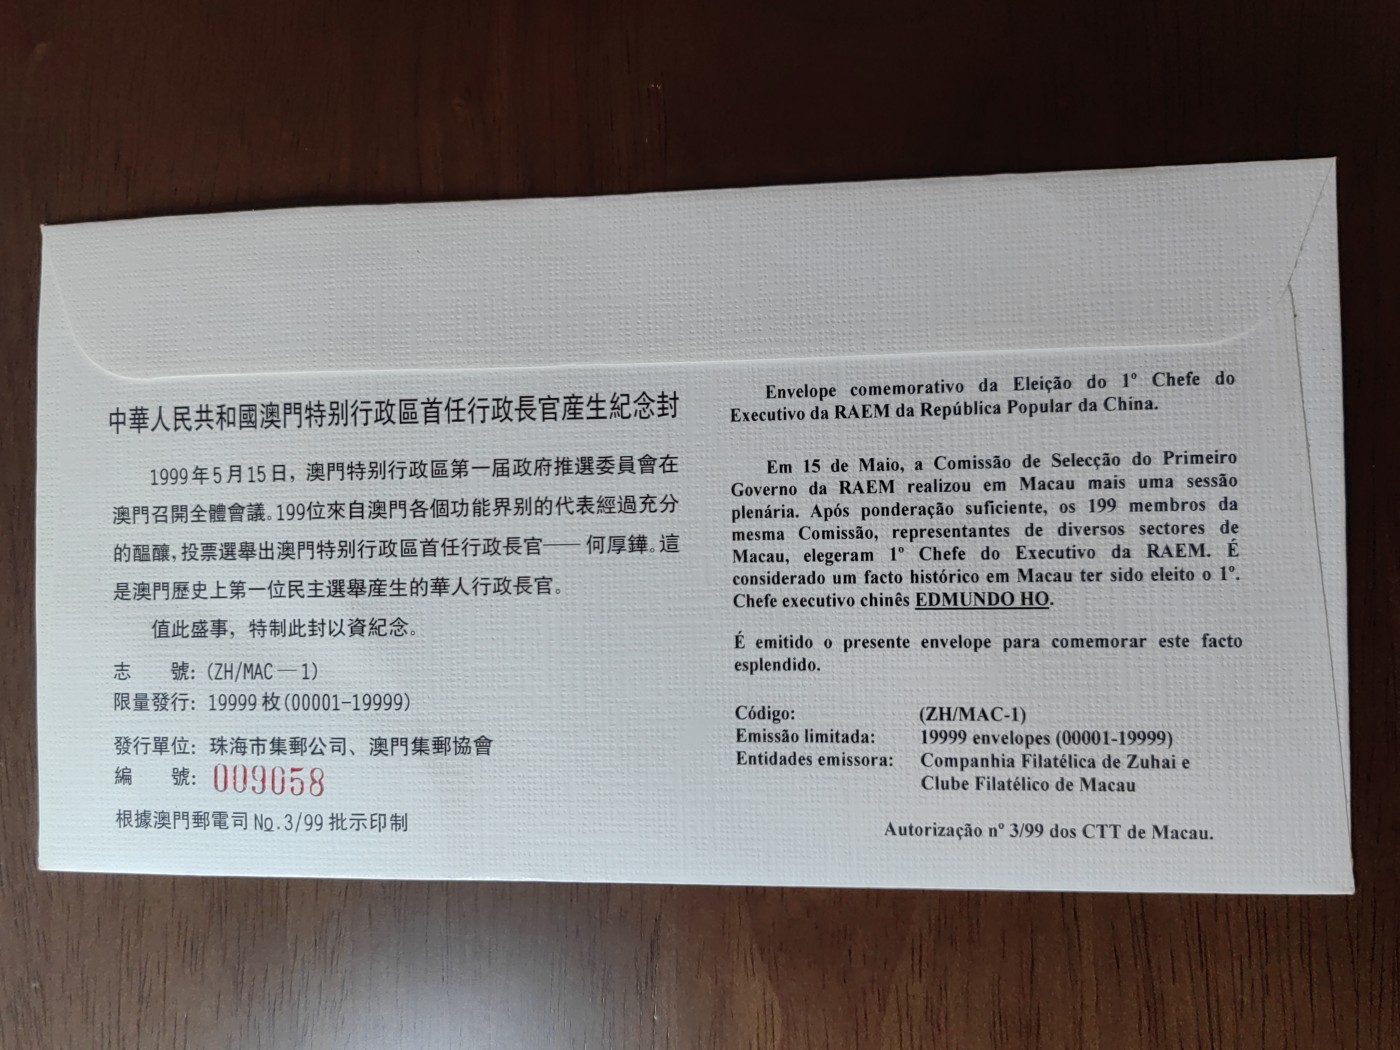 中華人民共和國澳門特别行政區首任行政長官産生紀念封
1999年5月15日，澳門特别行政區第一届政府推選委員會在
澳門召開全體會議。199位來自澳門各個功能界别的代表經過充分
的醖釀，投票選舉出澳門特别行政區首任行政長官——何厚鏵。這
是澳門歷史上第一位民主選舉産生的華人行政長官。
值此盛事，特制此封以資紀念。
志　號：(ZH/MAC—1)
限量發行：19999枚(00001-19999)
發行單位：珠海市集郵公司、澳門集郵協會
編　號：009058
根據澳門郵電司No.3/99批示印制
Envelope comemorativo da Eleição do 1º Chefe do
Executivo da RAEM da República Popular da China.
Em 15 de Maio, a Comissão de Selecção do Primeiro
Governo da RAEM realizou em Macau mais uma sessão
plenária. Após ponderação suficiente, os 199 membros da
mesma Comissão, representantes de diversos sectores de
Macau, elegeram 1º Chefe do Executivo da RAEM. É
considerado um facto histórico em Macau ter sido eleito o 1º.
Chefe executivo chinês EDMUNDO HO.
É emitido o presente envelope para comemorar este facto
esplendido.
Código: (ZH/MAC-1)
Emissão limitada: 19999 envelopes (00001-19999)
Entidades emissora: Companhia Filatélica de Zuhai e
Clube Filatélico de Macau
Autorização nº 3/99 dos CTT de Macau.